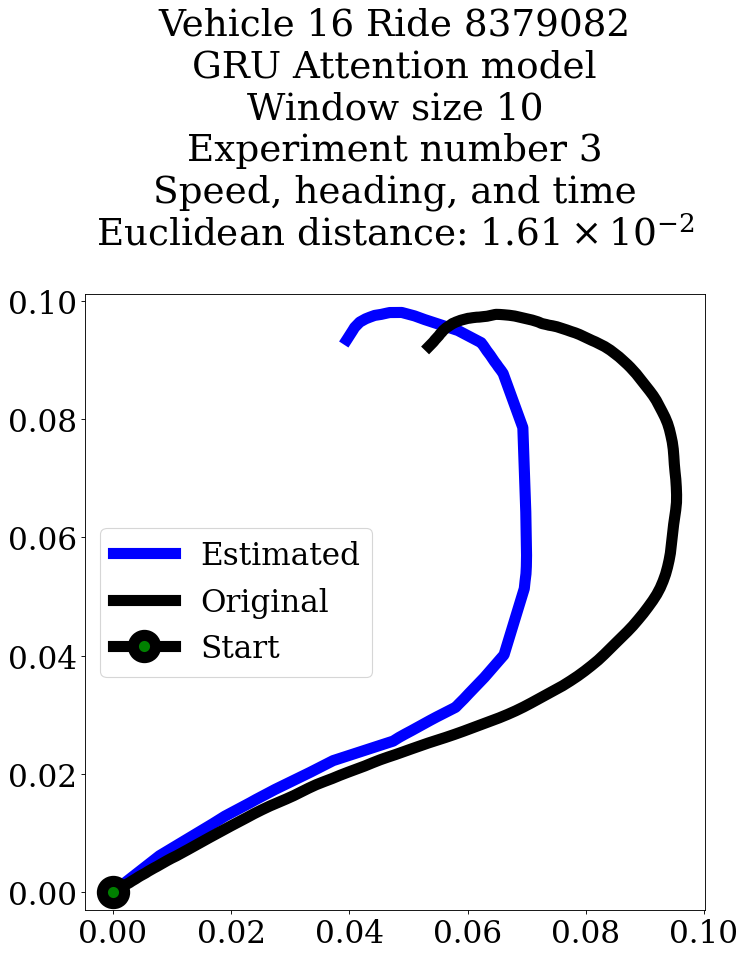 Vehicle 16 Ride 8379082
GRU Attention model
Window size 10
Experiment number 3
Speed, heading, and time
Euclidean distance: 1.61 × 10⁻²
0.10
0.08
0.06
0.04
0.02
0.00
Estimated
Original
Start
0.00 0.02 0.04 0.06 0.08 0.10